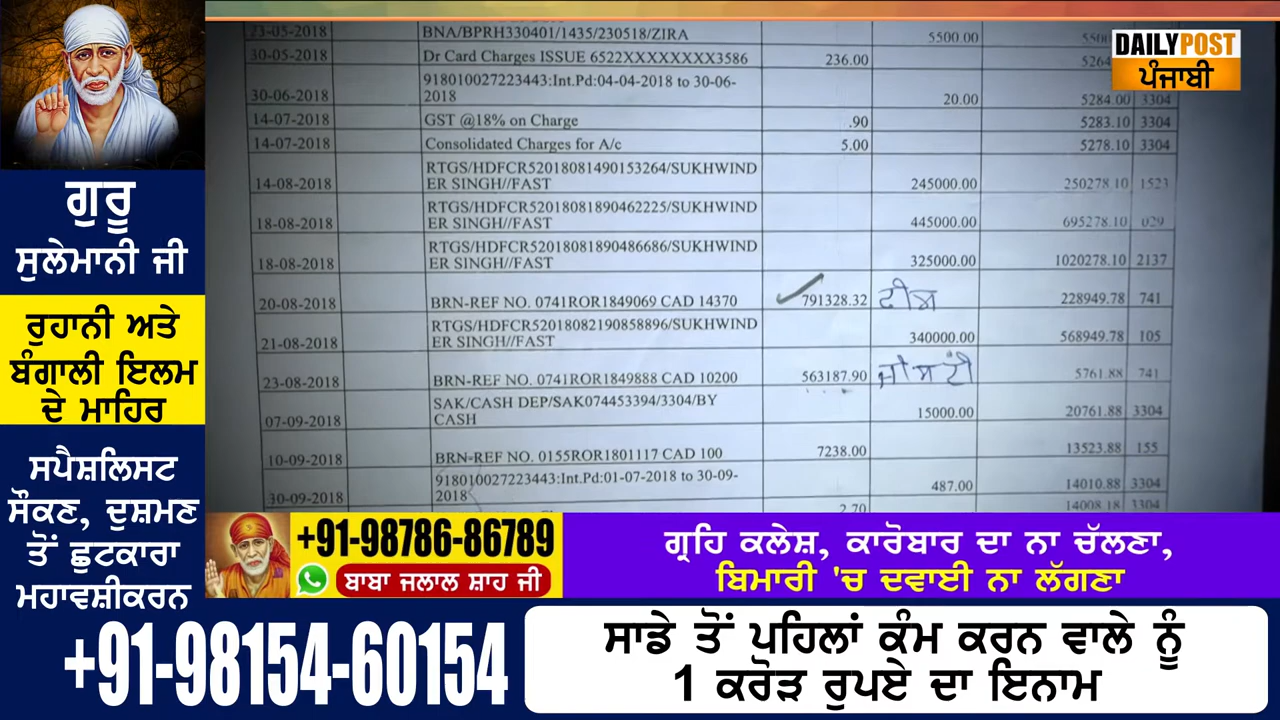 23-05-2018 BNA/BPRH330401/1435/230518/ZIRA 5500.00
30-05-2018 Dr Card Charges ISSUE 6522XXXXXXXX3586 236.00
918010027223443:Int.Pd:04-04-2018 to 30-06-
30-06-2018 2018 20.00 5284.00 3304
14-07-2018 GST @18% on Charge .90 5283.10 3304
14-07-2018 Consolidated Charges for A/c 5.00 5278.10 3304
RTGS/HDFCR52018081490153264/SUKHWIND
14-08-2018 ER SINGH//FAST 245000.00 250278.10 1523
RTGS/HDFCR52018081890462225/SUKHWIND
18-08-2018 ER SINGH//FAST 445000.00 695278.10 029
RTGS/HDFCR52018081890486686/SUKHWIND
18-08-2018 ER SINGH//FAST 325000.00 1020278.10 2137
20-08-2018 BRN-REF NO. 0741ROR1849069 CAD 14370 791328.32 ਫੀਸ 228949.78 741
RTGS/HDFCR52018082190858896/SUKHWIND
21-08-2018 ER SINGH//FAST 340000.00 568949.78 105
23-08-2018 BRN-REF NO. 0741ROR1849888 CAD 10200 563187.90 5761.88 741
SAK/CASH DEP/SAK074453394/3304/BY
07-09-2018 CASH 15000.00 20761.88 3304
10-09-2018 BRN-REF NO. 0155ROR1801117 CAD 100 7238.00 13523.88 155
918010027223443:Int.Pd:01-07-2018 to 30-09-
30-09-2018 2018 487.00 14010.88 3304
2.70 14008.18 3304
DAILYPOST
ਪੰਜਾਬੀ
ਗੁਰੂ
ਸੁਲੇਮਾਨੀ ਜੀ
ਰੁਹਾਨੀ ਅਤੇ
ਬੰਗਾਲੀ ਇਲਮ
ਦੇ ਮਾਹਿਰ
ਸਪੈਸ਼ਲਿਸਟ
ਸੌਕਣ, ਦੁਸ਼ਮਣ
ਤੋਂ ਛੁਟਕਾਰਾ
ਮਹਾਵਸ਼ੀਕਰਨ
+91-98786-86789
ਬਾਬਾ ਜਲਾਲ ਸ਼ਾਹ ਜੀ
ਗ੍ਰਹਿ ਕਲੇਸ਼, ਕਾਰੋਬਾਰ ਦਾ ਨਾ ਚੱਲਣਾ,
ਬਿਮਾਰੀ 'ਚ ਦਵਾਈ ਨਾ ਲੱਗਣਾ
+91-98154-60154
ਸਾਡੇ ਤੋਂ ਪਹਿਲਾਂ ਕੰਮ ਕਰਨ ਵਾਲੇ ਨੂੰ
1 ਕਰੋੜ ਰੁਪਏ ਦਾ ਇਨਾਮ